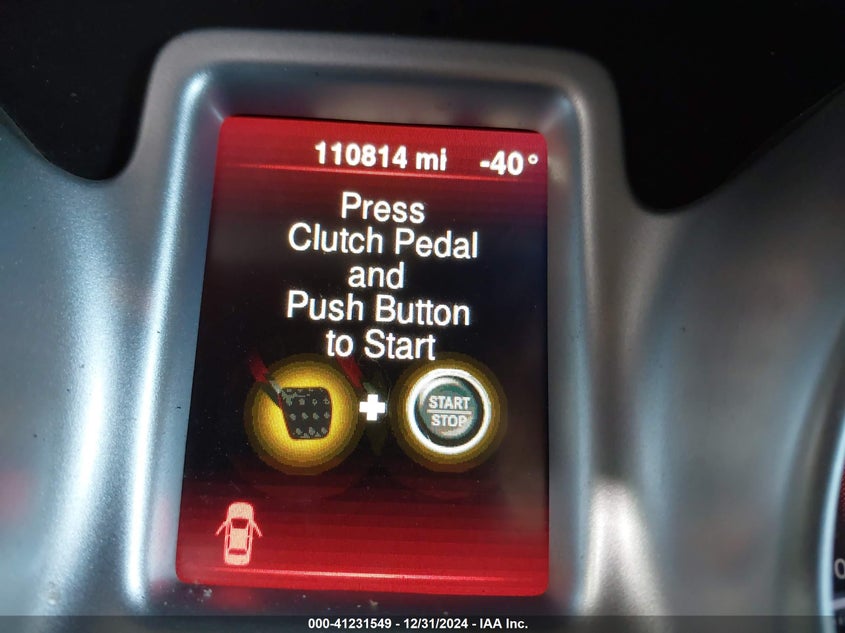 110814 mi -40°
Press
Clutch Pedal
and
Push Button
to Start
START
STOP
0
000-41231549 - 12/31/2024 - IAA Inc.